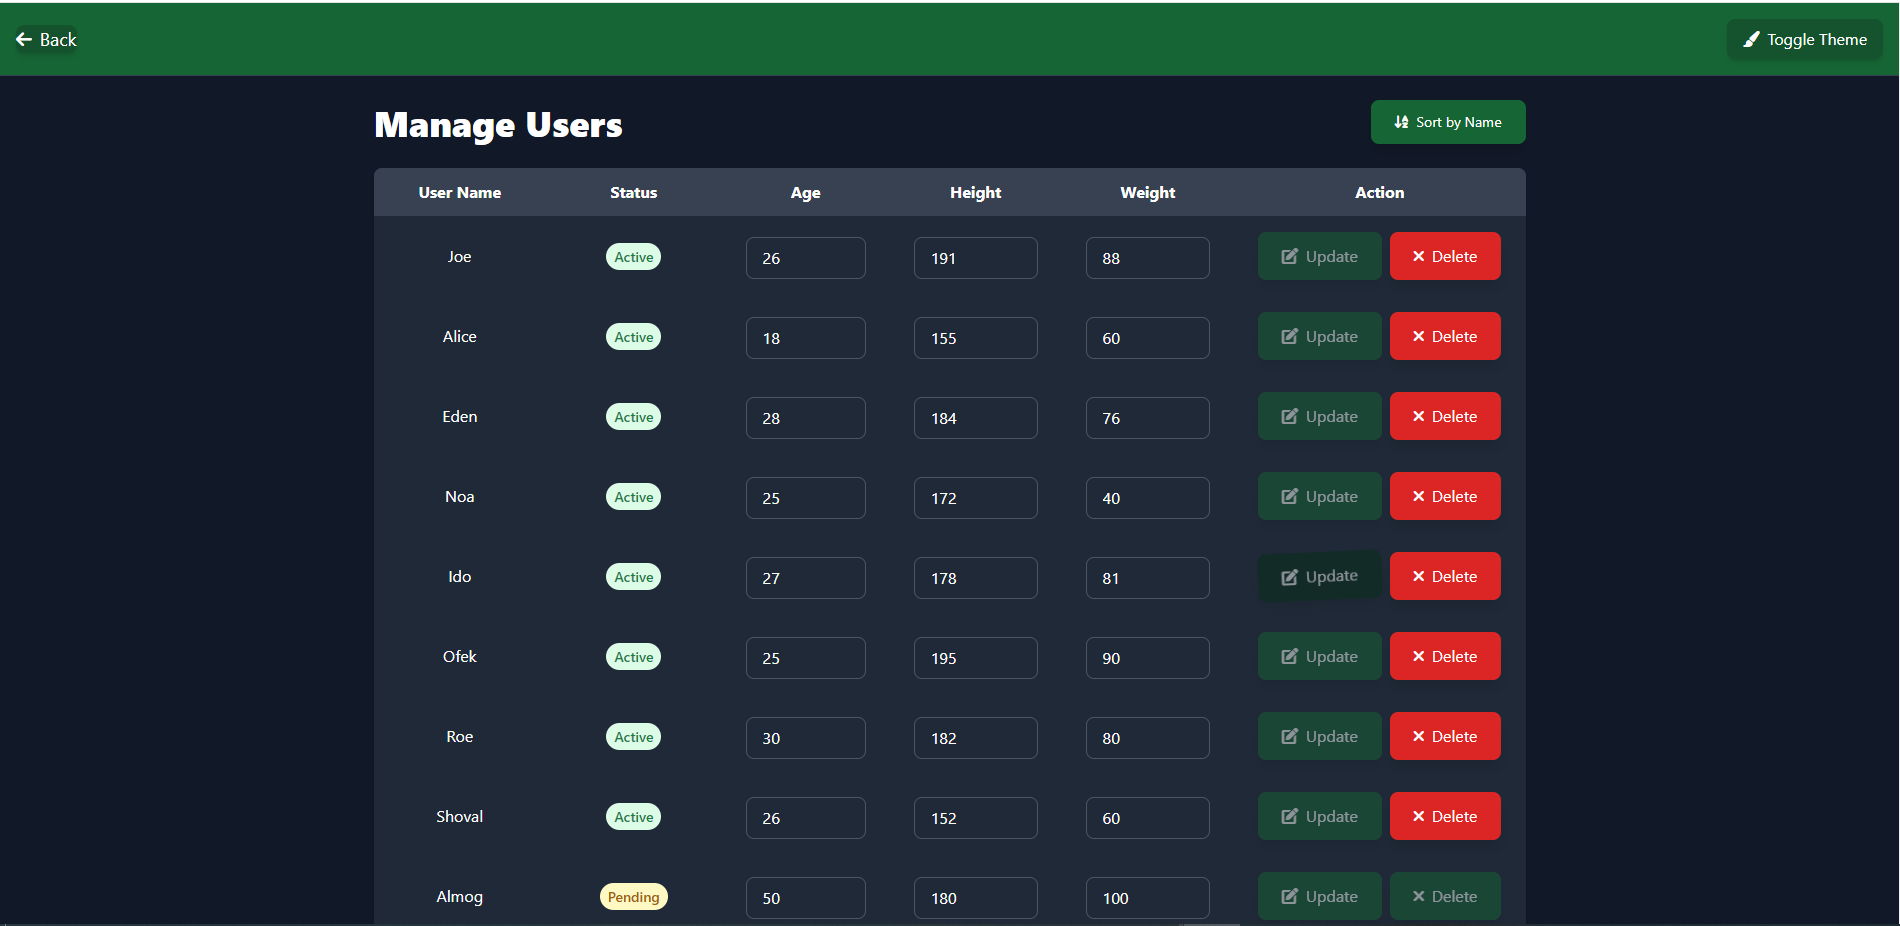 Back
Toggle Theme
Manage Users
Sort by Name
User Name Status Age Height Weight Action
Joe Active 26 191 88 Update Delete
Alice Active 18 155 60 Update Delete
Eden Active 28 184 76 Update Delete
Noa Active 25 172 40 Update Delete
Ido Active 27 178 81 Update Delete
Ofek Active 25 195 90 Update Delete
Roe Active 30 182 80 Update Delete
Shoval Active 26 152 60 Update Delete
Almog Pending 50 180 100 Update Delete